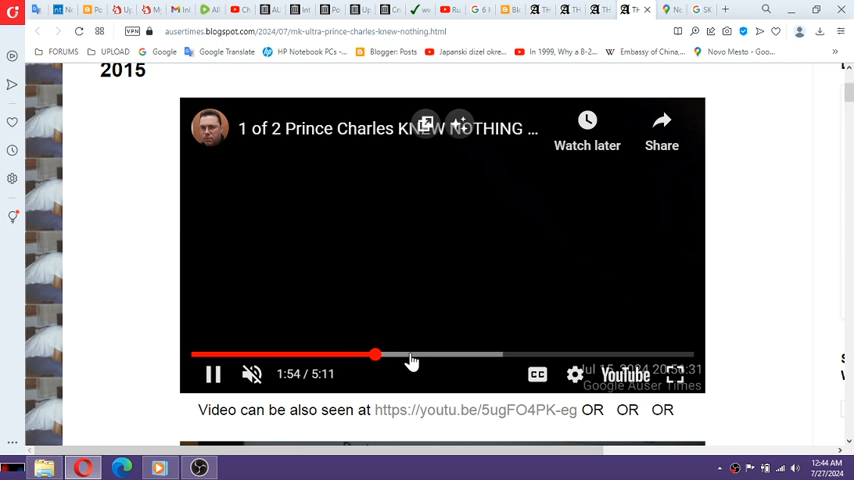 ausertimes.blogspot.com/2024/07/mk-ultra-prince-charles-knew-nothing.html
VPN
FORUMS UPLOAD Google Google Translate HP Notebook PCs -... Blogger: Posts Japanski dizel okre... In 1999, Why a B-2... Embassy of China,... Novo Mesto - Goo...
2015
1 of 2 Prince Charles KNEW NOTHING ...
Watch later Share
1:54 / 5:11
CC
YouTube
Jul 15, 2024 20:51:31
Google Auser Times
Video can be also seen at https://youtu.be/5ugFO4PK-eg OR OR OR
12:44 AM
7/27/2024